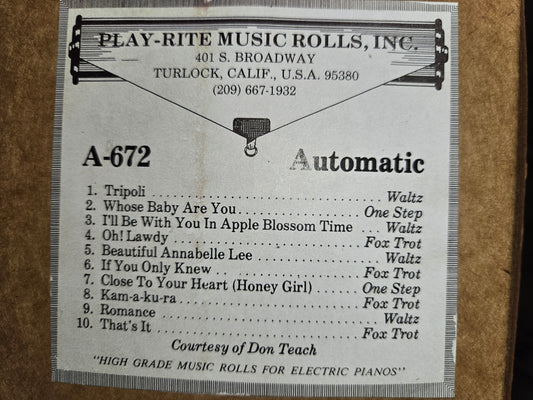 PLAY-RITE MUSIC ROLLS, INC.
401 S. BROADWAY
TURLOCK, CALIF., U.S.A. 95380
(209) 667-1932
A-672 Automatic
1. Tripoli ........................ Waltz
2. Whose Baby Are You ............ One Step
3. I'll Be With You In Apple Blossom Time ... Waltz
4. Oh! Lawdy ..................... Fox Trot
5. Beautiful Annabelle Lee ............ Waltz
6. If You Only Knew ............... Fox Trot
7. Close To Your Heart (Honey Girl) ..... One Step
8. Kam-a-ku-ra .................... Fox Trot
9. Romance ........................ Waltz
10. That's It ...................... Fox Trot
Courtesy of Don Teach
"HIGH GRADE MUSIC ROLLS FOR ELECTRIC PIANOS"